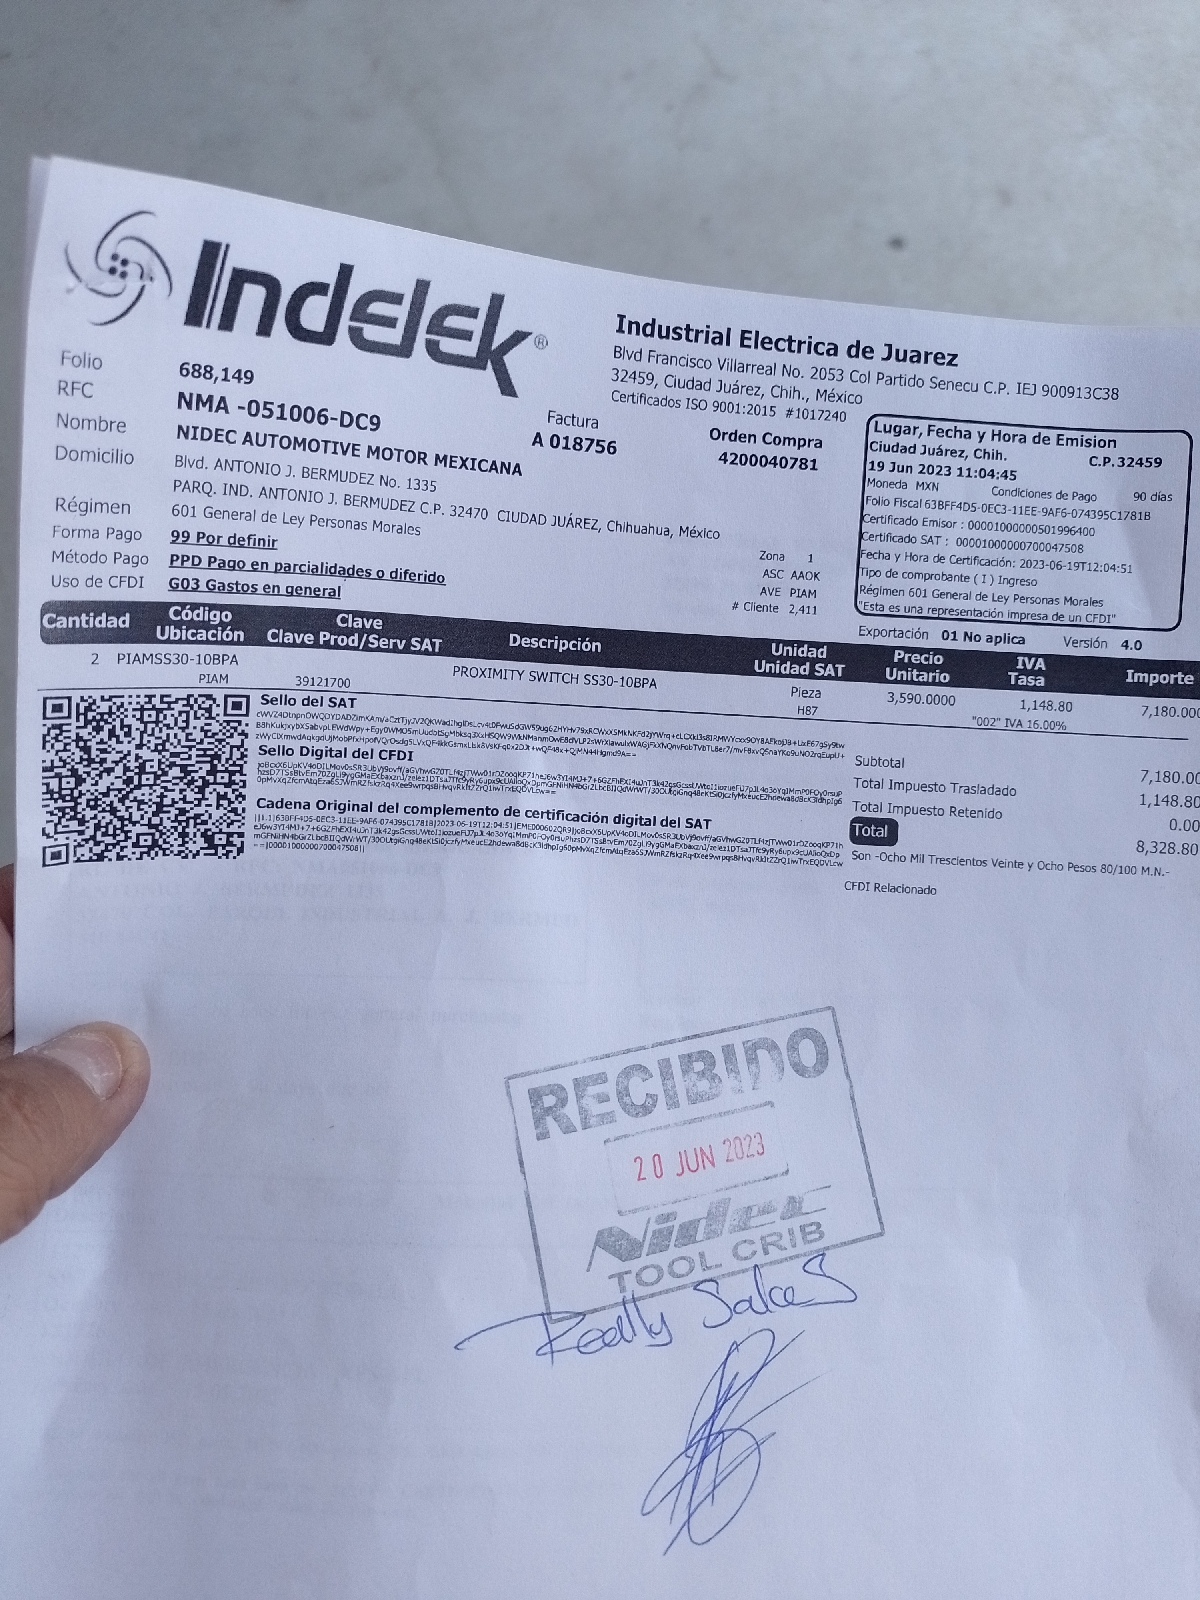 Indelek®
Industrial Electrica de Juarez
Blvd Francisco Villarreal No. 2053 Col Partido Senecu C.P. IEJ 900913C38
32459, Ciudad Juárez, Chih., México
Certificados ISO 9001:2015 #1017240
Folio 688,149
RFC NMA -051006-DC9
Nombre NIDEC AUTOMOTIVE MOTOR MEXICANA
Domicilio Blvd. ANTONIO J. BERMUDEZ No. 1335
PARQ. IND. ANTONIO J. BERMUDEZ C.P. 32470 CIUDAD JUÁREZ, Chihuahua, México
Régimen 601 General de Ley Personas Morales
Forma Pago 99 Por definir
Método Pago PPD Pago en parcialidades o diferido
Uso de CFDI G03 Gastos en general
Factura
A 018756
Orden Compra
4200040781
Zona 1
ASC AAOK
AVE PIAM
# Cliente 2,411
Lugar, Fecha y Hora de Emision
Ciudad Juárez, Chih. C.P. 32459
19 Jun 2023 11:04:45
Moneda MXN Condiciones de Pago 90 días
Folio Fiscal 63BFF4D5-0EC3-11EE-9AF6-074395C1781B
Certificado Emisor : 00001000000501996400
Certificado SAT : 00001000000700047508
Fecha y Hora de Certificación: 2023-06-19T12:04:51
Tipo de comprobante ( I ) Ingreso
Régimen 601 General de Ley Personas Morales
"Esta es una representación impresa de un CFDI"
Exportación 01 No aplica Versión 4.0
Cantidad Código Ubicación Clave Clave Prod/Serv SAT Descripción Unidad Unidad SAT Precio Unitario IVA Tasa Importe
2 PIAMSS30-10BPA PROXIMITY SWITCH SS30-10BPA Pieza 3,590.0000 1,148.80 7,180.000
PIAM 39121700 H87 "002" IVA 16.00%
Sello del SAT
Sello Digital del CFDI
Cadena Original del complemento de certificación digital del SAT
Subtotal 7,180.00
Total Impuesto Trasladado 1,148.80
Total Impuesto Retenido 0.00
Total 8,328.80
Son -Ocho Mil Trescientos Veinte y Ocho Pesos 80/100 M.N.-
CFDI Relacionado
RECIBIDO
20 JUN 2023
Nidec
TOOL CRIB